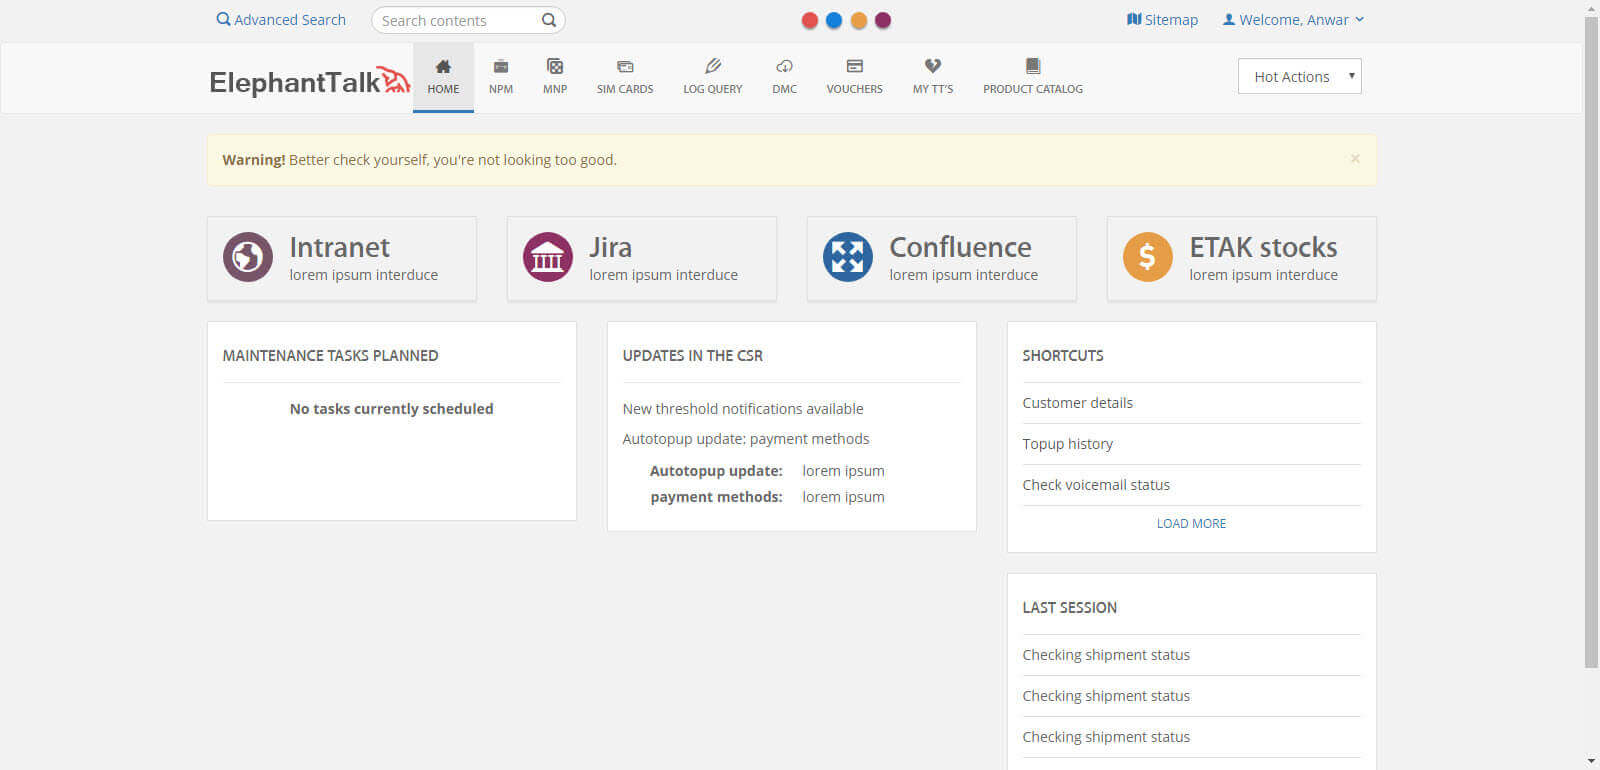 Advanced Search
Search contents
Sitemap
Welcome, Anwar
ElephantTalk
HOME
NPM
MNP
SIM CARDS
LOG QUERY
DMC
VOUCHERS
MY TT'S
PRODUCT CATALOG
Hot Actions
Warning! Better check yourself, you're not looking too good.
×
Intranet
lorem ipsum interduce
Jira
lorem ipsum interduce
Confluence
lorem ipsum interduce
ETAK stocks
lorem ipsum interduce
MAINTENANCE TASKS PLANNED
No tasks currently scheduled
UPDATES IN THE CSR
New threshold notifications available
Autotopup update: payment methods
Autotopup update: lorem ipsum
payment methods: lorem ipsum
SHORTCUTS
Customer details
Topup history
Check voicemail status
LOAD MORE
LAST SESSION
Checking shipment status
Checking shipment status
Checking shipment status